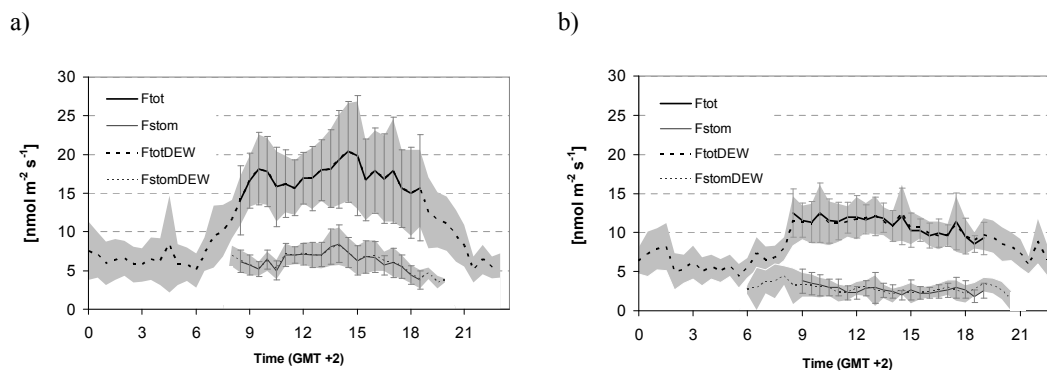 a)
30
25
20
15
10
5
0
[nmol m-2 s-1]
Ftot
Fstom
FtotDEW
FstomDEW
0 3 6 9 12 15 18 21
Time (GMT +2)
b)
30
25
20
15
10
5
0
[nmol m-2 s-1]
Ftot
Fstom
FtotDEW
FstomDEW
0 3 6 9 12 15 18 21
Time (GMT +2)